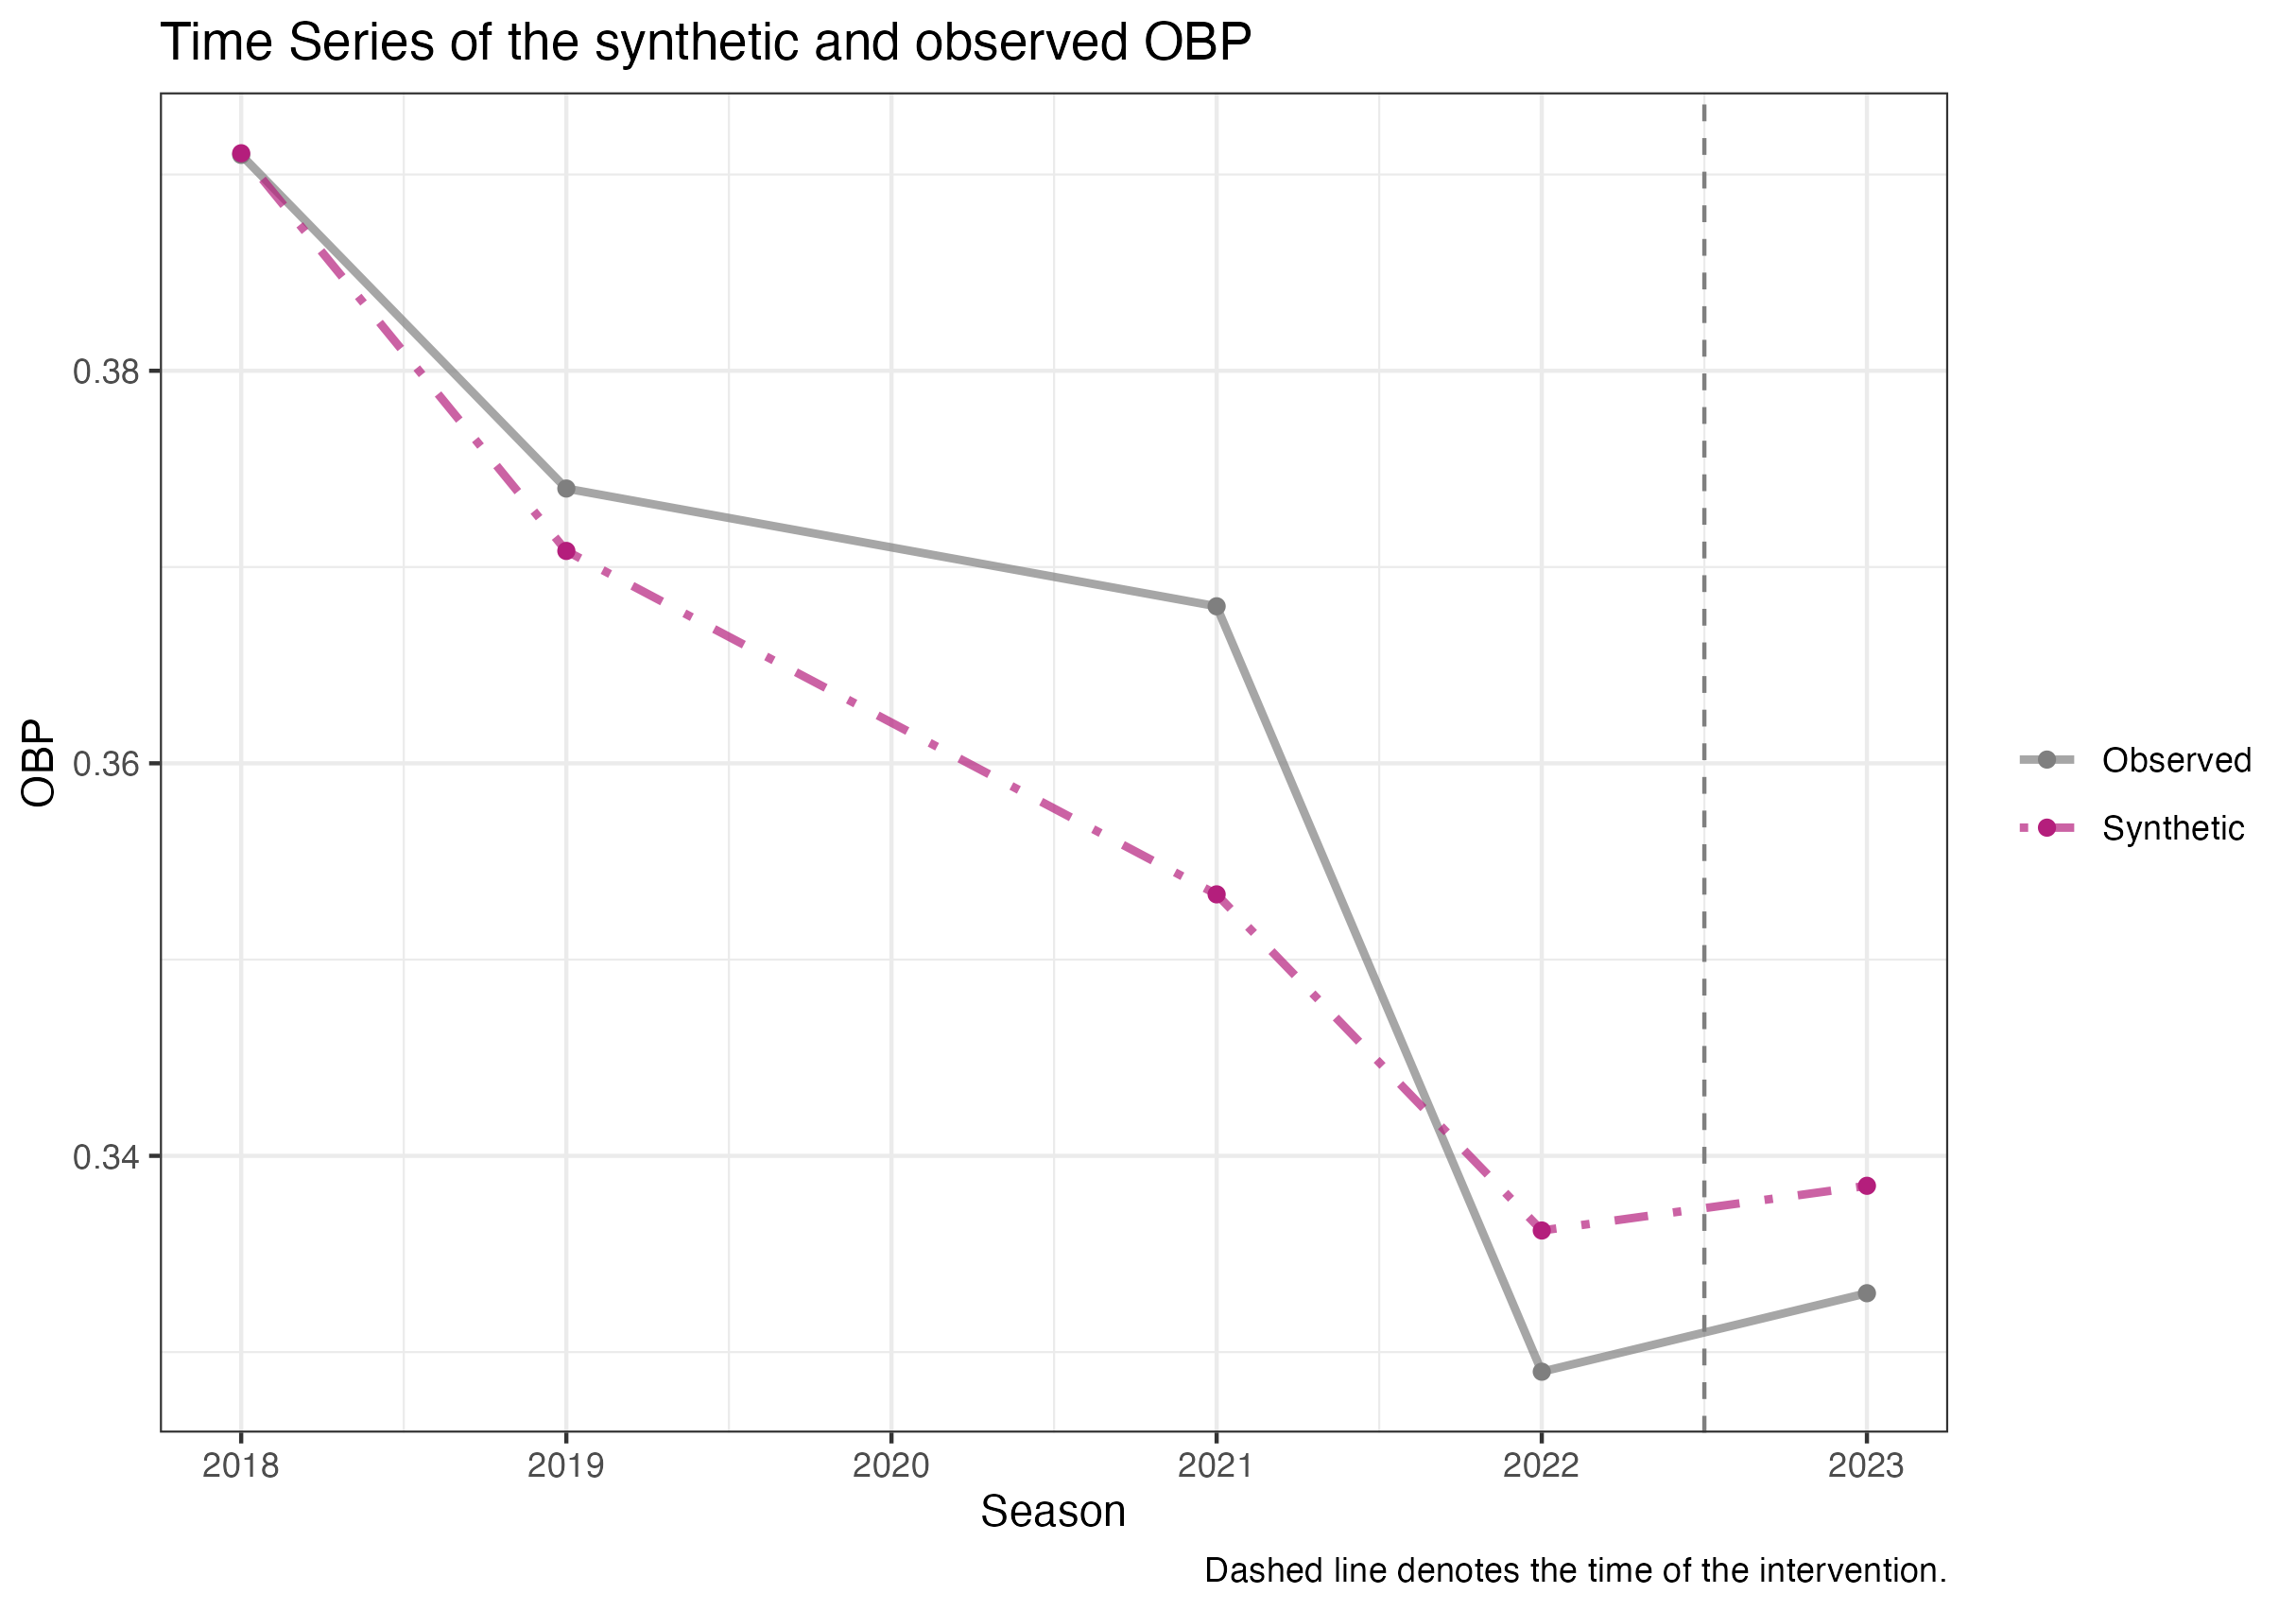 Time Series of the synthetic and observed OBP
OBP
0.38
0.36
0.34
Observed
Synthetic
2018 2019 2020 2021 2022 2023
Season
Dashed line denotes the time of the intervention.